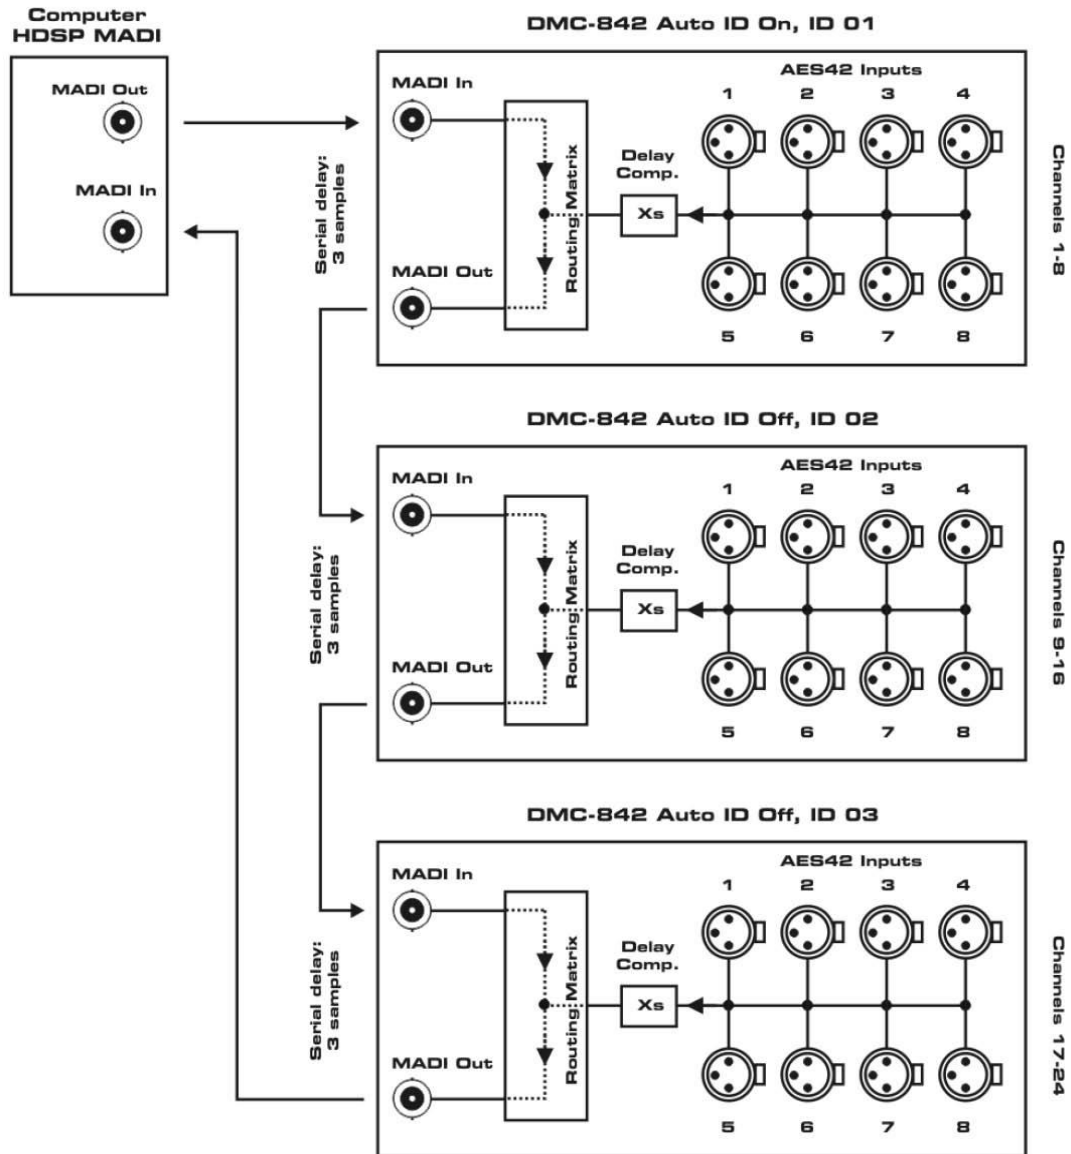 Computer
HDSP MADI
MADI Out
MADI In
DMC-842 Auto ID On, ID 01
MADI In
AES42 Inputs
1 2 3 4
Delay
Comp.
Xs
Routing Matrix
Serial delay:
3 samples
MADI Out
5 6 7 8
Channels 1-8
DMC-842 Auto ID Off, ID 02
MADI In
AES42 Inputs
1 2 3 4
Delay
Comp.
Xs
Routing Matrix
Serial delay:
3 samples
MADI Out
5 6 7 8
Channels 9-16
DMC-842 Auto ID Off, ID 03
MADI In
AES42 Inputs
1 2 3 4
Delay
Comp.
Xs
Routing Matrix
Serial delay:
3 samples
MADI Out
5 6 7 8
Channels 17-24